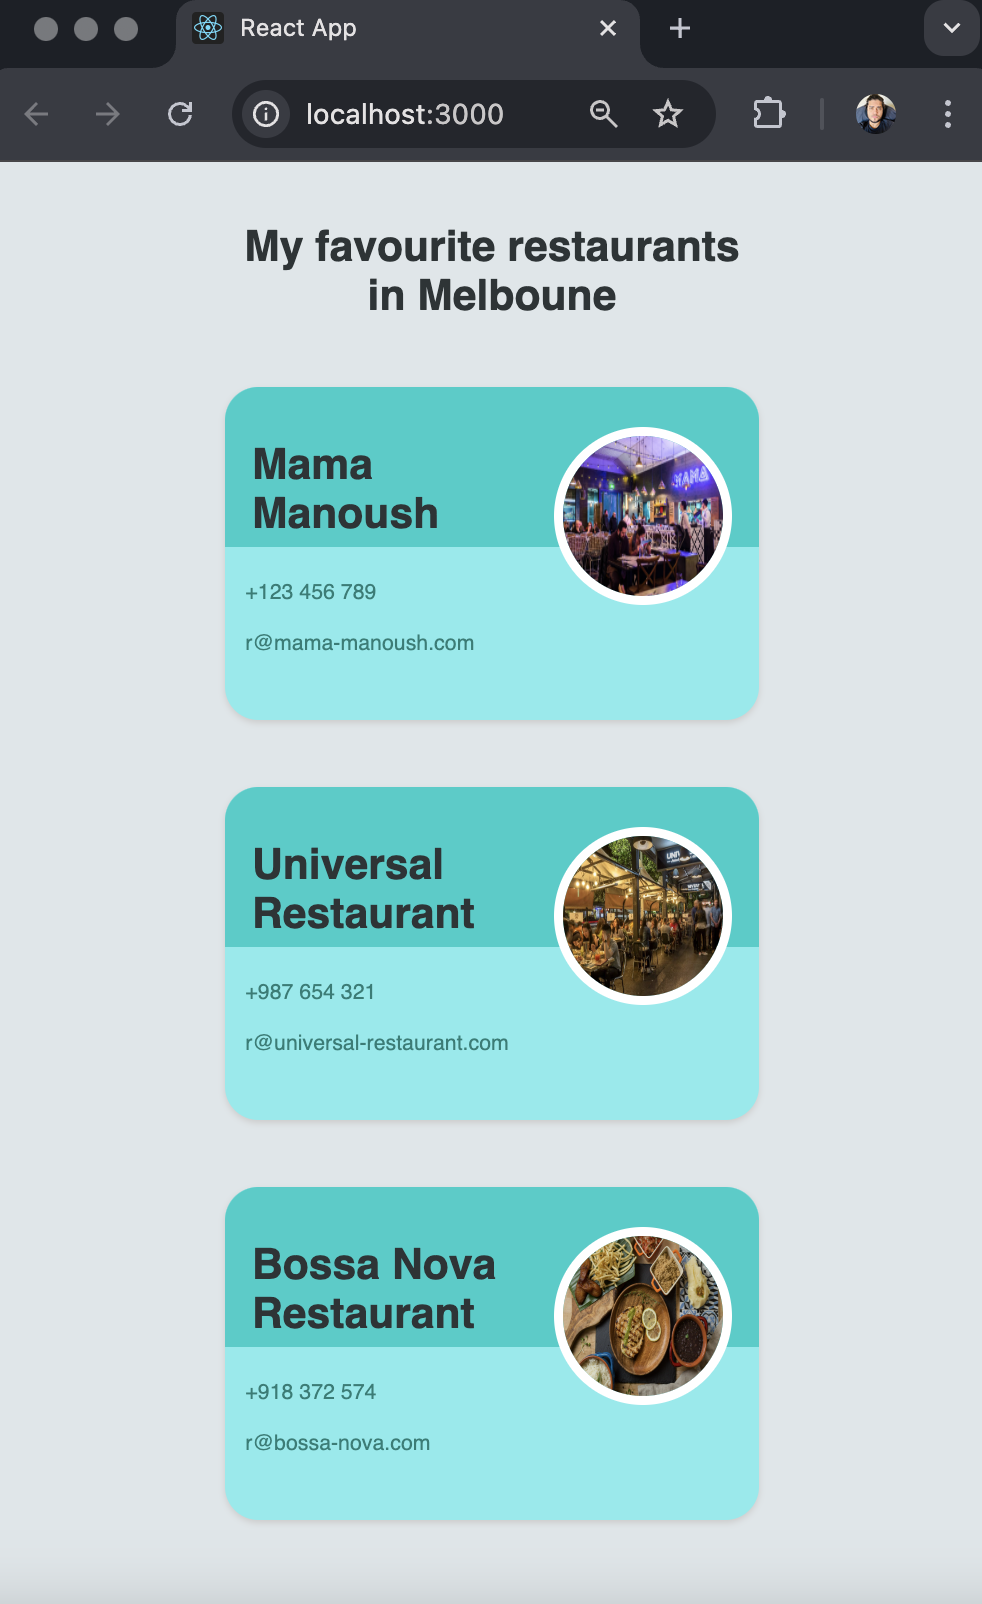 React App
localhost:3000
My favourite restaurants
in Melboune
Mama
Manoush
MAMA
+123 456 789
r@mama-manoush.com
Universal
Restaurant
+987 654 321
r@universal-restaurant.com
Bossa Nova
Restaurant
+918 372 574
r@bossa-nova.com